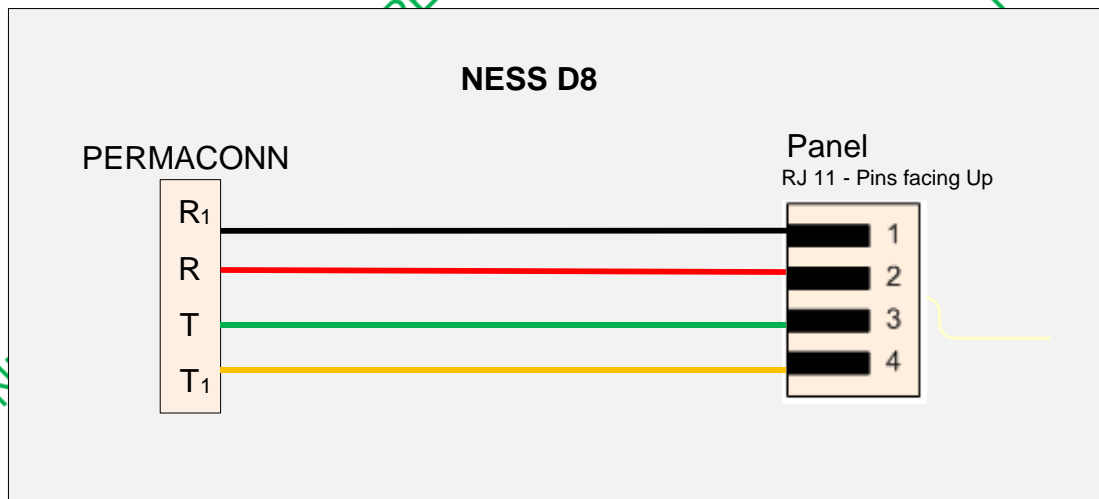 NESS D8
PERMACONN
Panel
RJ 11 - Pins facing Up
R1
R
T
T1
1
2
3
4